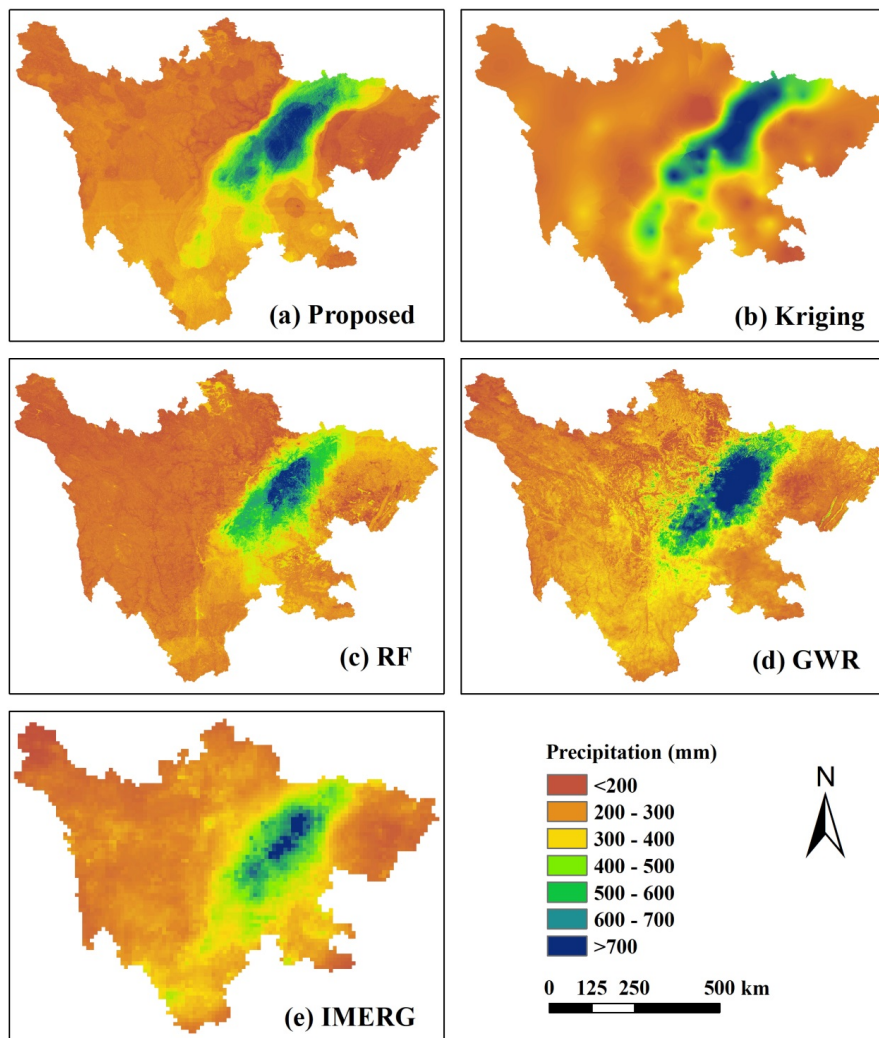 (a) Proposed
(b) Kriging
(c) RF
(d) GWR
(e) IMERG
Precipitation (mm)
<200
200 - 300
300 - 400
400 - 500
500 - 600
600 - 700
>700
N
0 125 250 500 km